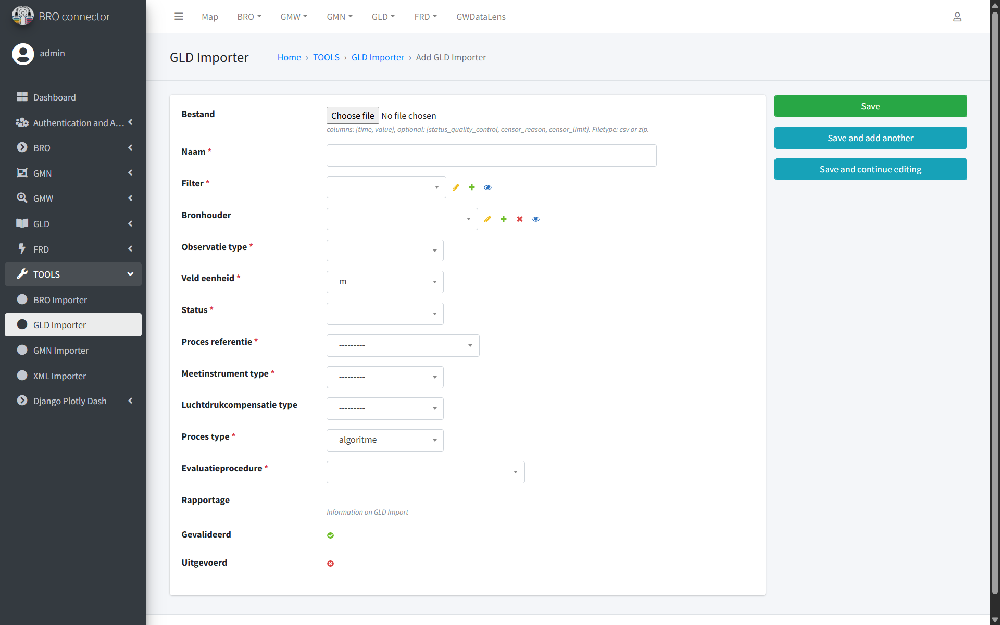 BRO connector
Map
BRO
GMW
GMN
GLD
FRD
GWDataLens
admin
Dashboard
Authentication and A...
BRO
GMN
GMW
GLD
FRD
TOOLS
BRO Importer
GLD Importer
GMN Importer
XML Importer
Django Plotly Dash
GLD Importer
Home › TOOLS › GLD Importer › Add GLD Importer
Bestand
Choose file No file chosen
columns: [time, value], optional: [status_quality_control, censor_reason, censor_limit]. Filetype: csv or zip.
Naam *
Filter *
---------
Bronhouder
---------
Observatie type *
---------
Veld eenheid *
m
Status *
---------
Proces referentie *
---------
Meetinstrument type *
---------
Luchtdrukcompensatie type
---------
Proces type *
algoritme
Evaluatieprocedure *
---------
Rapportage
-
Information on GLD Import
Gevalideerd
Uitgevoerd
Save
Save and add another
Save and continue editing